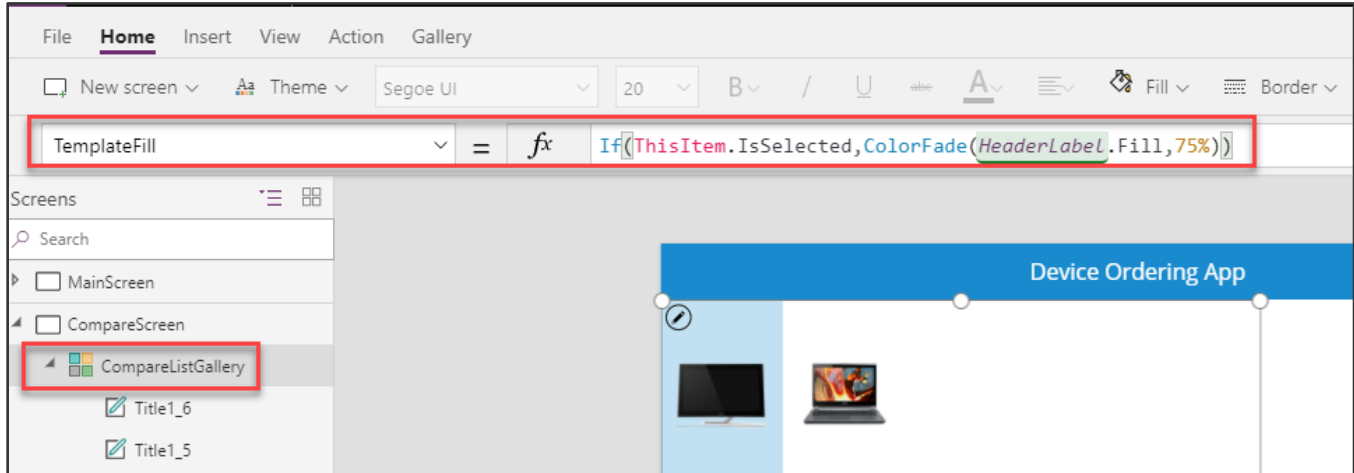 File Home Insert View Action Gallery
New screen Aa Theme Segoe UI 20 B / U abc A Fill Border
TemplateFill = fx If(ThisItem.IsSelected,ColorFade(HeaderLabel.Fill,75%))
Screens
Search
MainScreen
Device Ordering App
CompareScreen
CompareListGallery
Title1_6
Title1_5